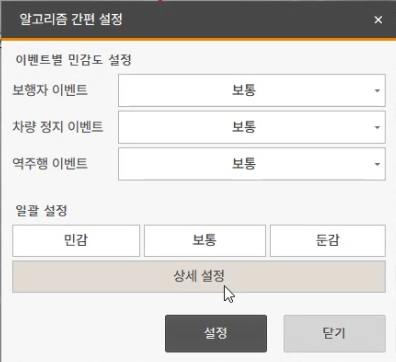 알고리즘 간편 설정
이벤트별 민감도 설정
보행자 이벤트 보통
차량 정지 이벤트 보통
역주행 이벤트 보통
일괄 설정
민감 보통 둔감
상세 설정
설정 닫기